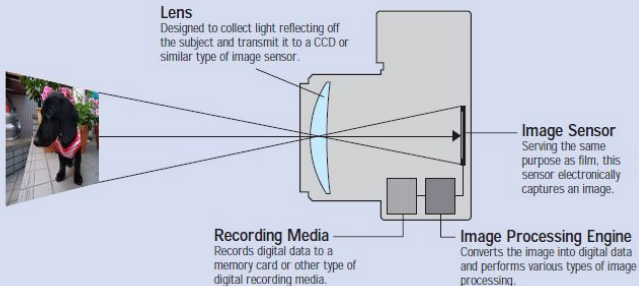 Lens
Designed to collect light reflecting off
the subject and transmit it to a CCD or
similar type of image sensor.
Image Sensor
Serving the same
purpose as film, this
sensor electronically
captures an image.
Recording Media
Records digital data to a
memory card or other type of
digital recording media.
Image Processing Engine
Converts the image into digital data
and performs various types of image
processing.